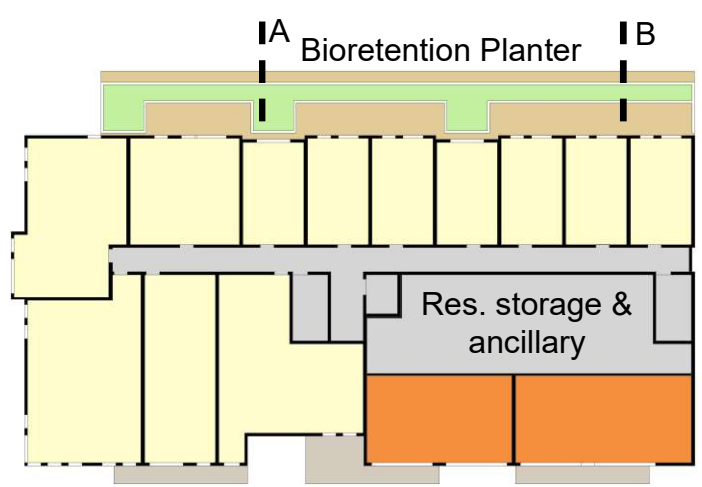 A
Bioretention Planter
B
Res. storage &
ancillary